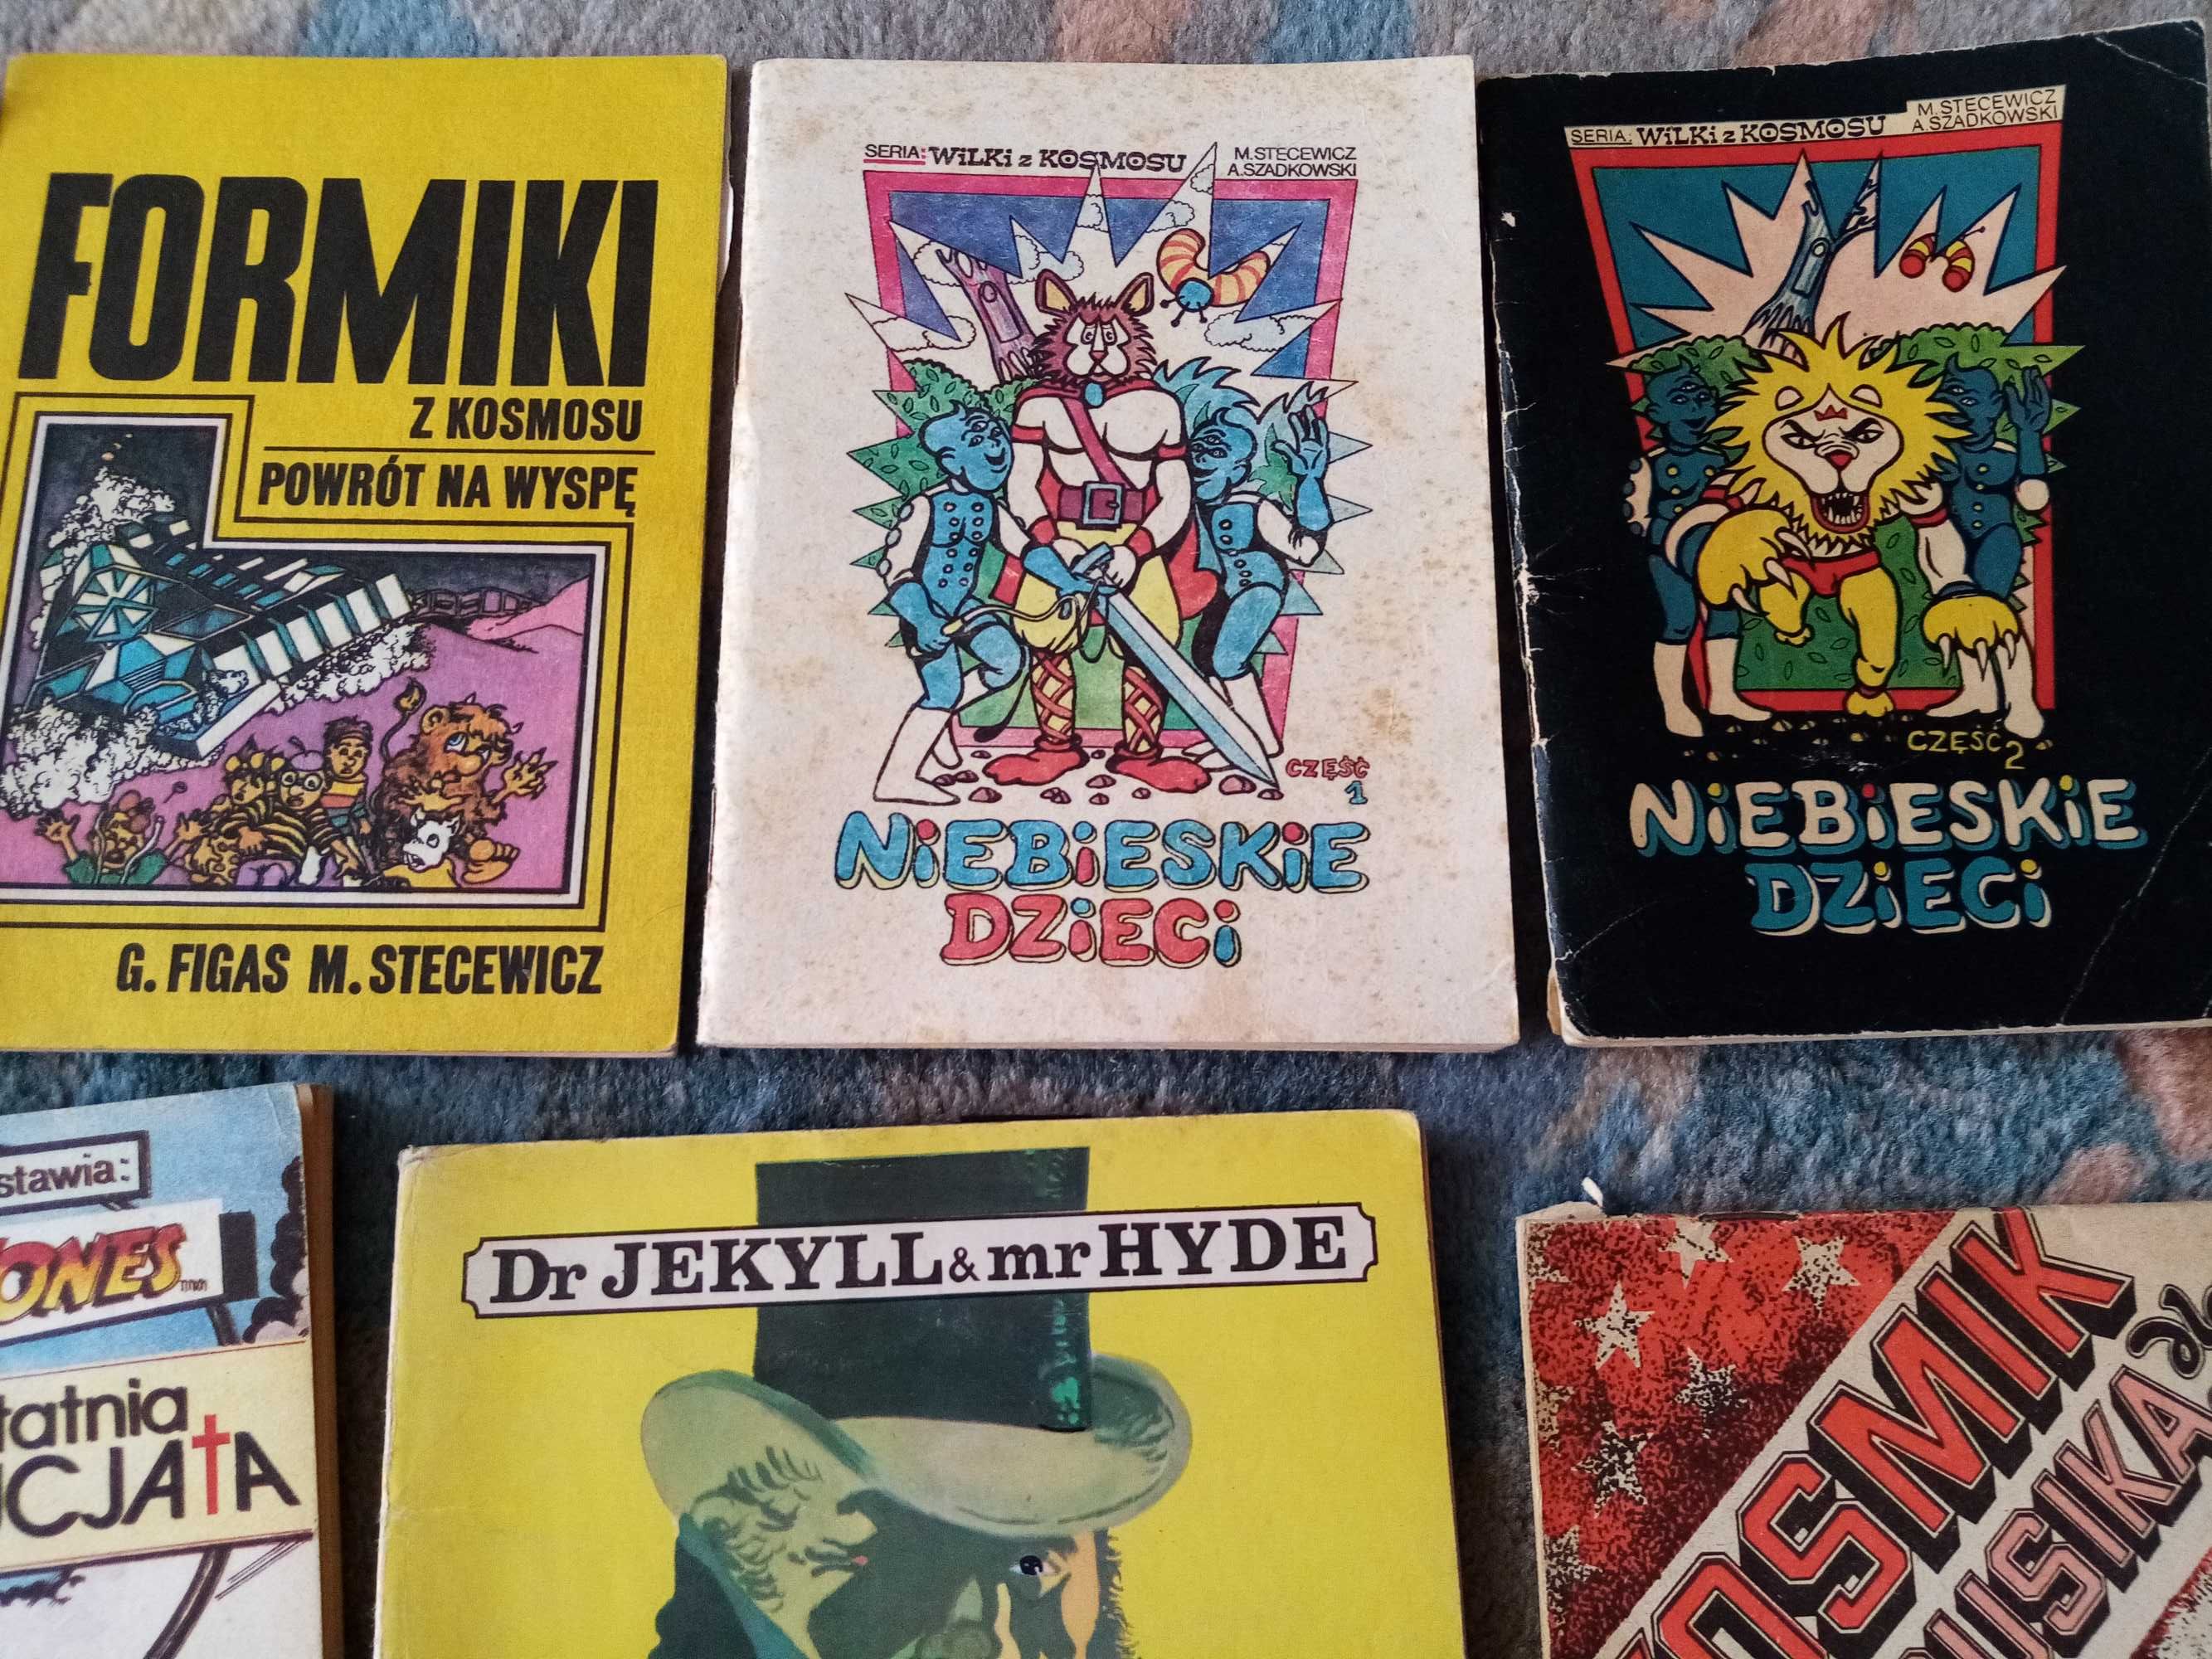 FORMIKI
Z KOSMOSU
POWRÓT NA WYSPĘ
G. FIGAS M. STECEWICZ
SERIA: WiLKi z KOSMOSU
M.STECEWICZ
A.SZADKOWSKI
CZĘŚĆ
1
NiEBiESKiE
DZiECi
SERIA: WiLKi z KOSMOSU
M.STECEWICZ
A.SZADKOWSKI
CZĘŚĆ
2
NiEBiESKiE
DZiECi
stawia:
ONES TM
tatnia
CJAtA
Dr JEKYLL & mr HYDE
OSMIK
USIKA